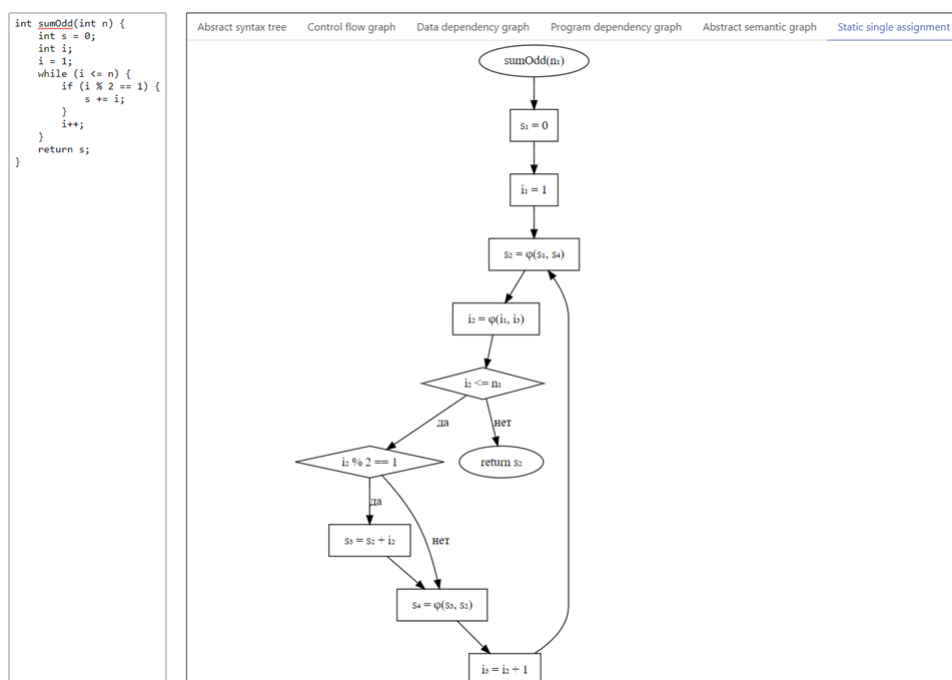 int sumOdd(int n) {
    int s = 0;
    int i;
    i = 1;
    while (i <= n) {
        if (i % 2 == 1) {
            s += i;
        }
        i++;
    }
    return s;
}
Absract syntax tree Control flow graph Data dependency graph Program dependency graph Abstract semantic graph Static single assignment
sumOdd(n₁)
s₁ = 0
i₁ = 1
s₂ = φ(s₁, s₄)
i₂ = φ(i₁, i₃)
i₂ <= n₁
да нет
i₂ % 2 == 1 return s₂
да
s₃ = s₂ + i₂ нет
s₄ = φ(s₃, s₂)
i₃ = i₂ + 1